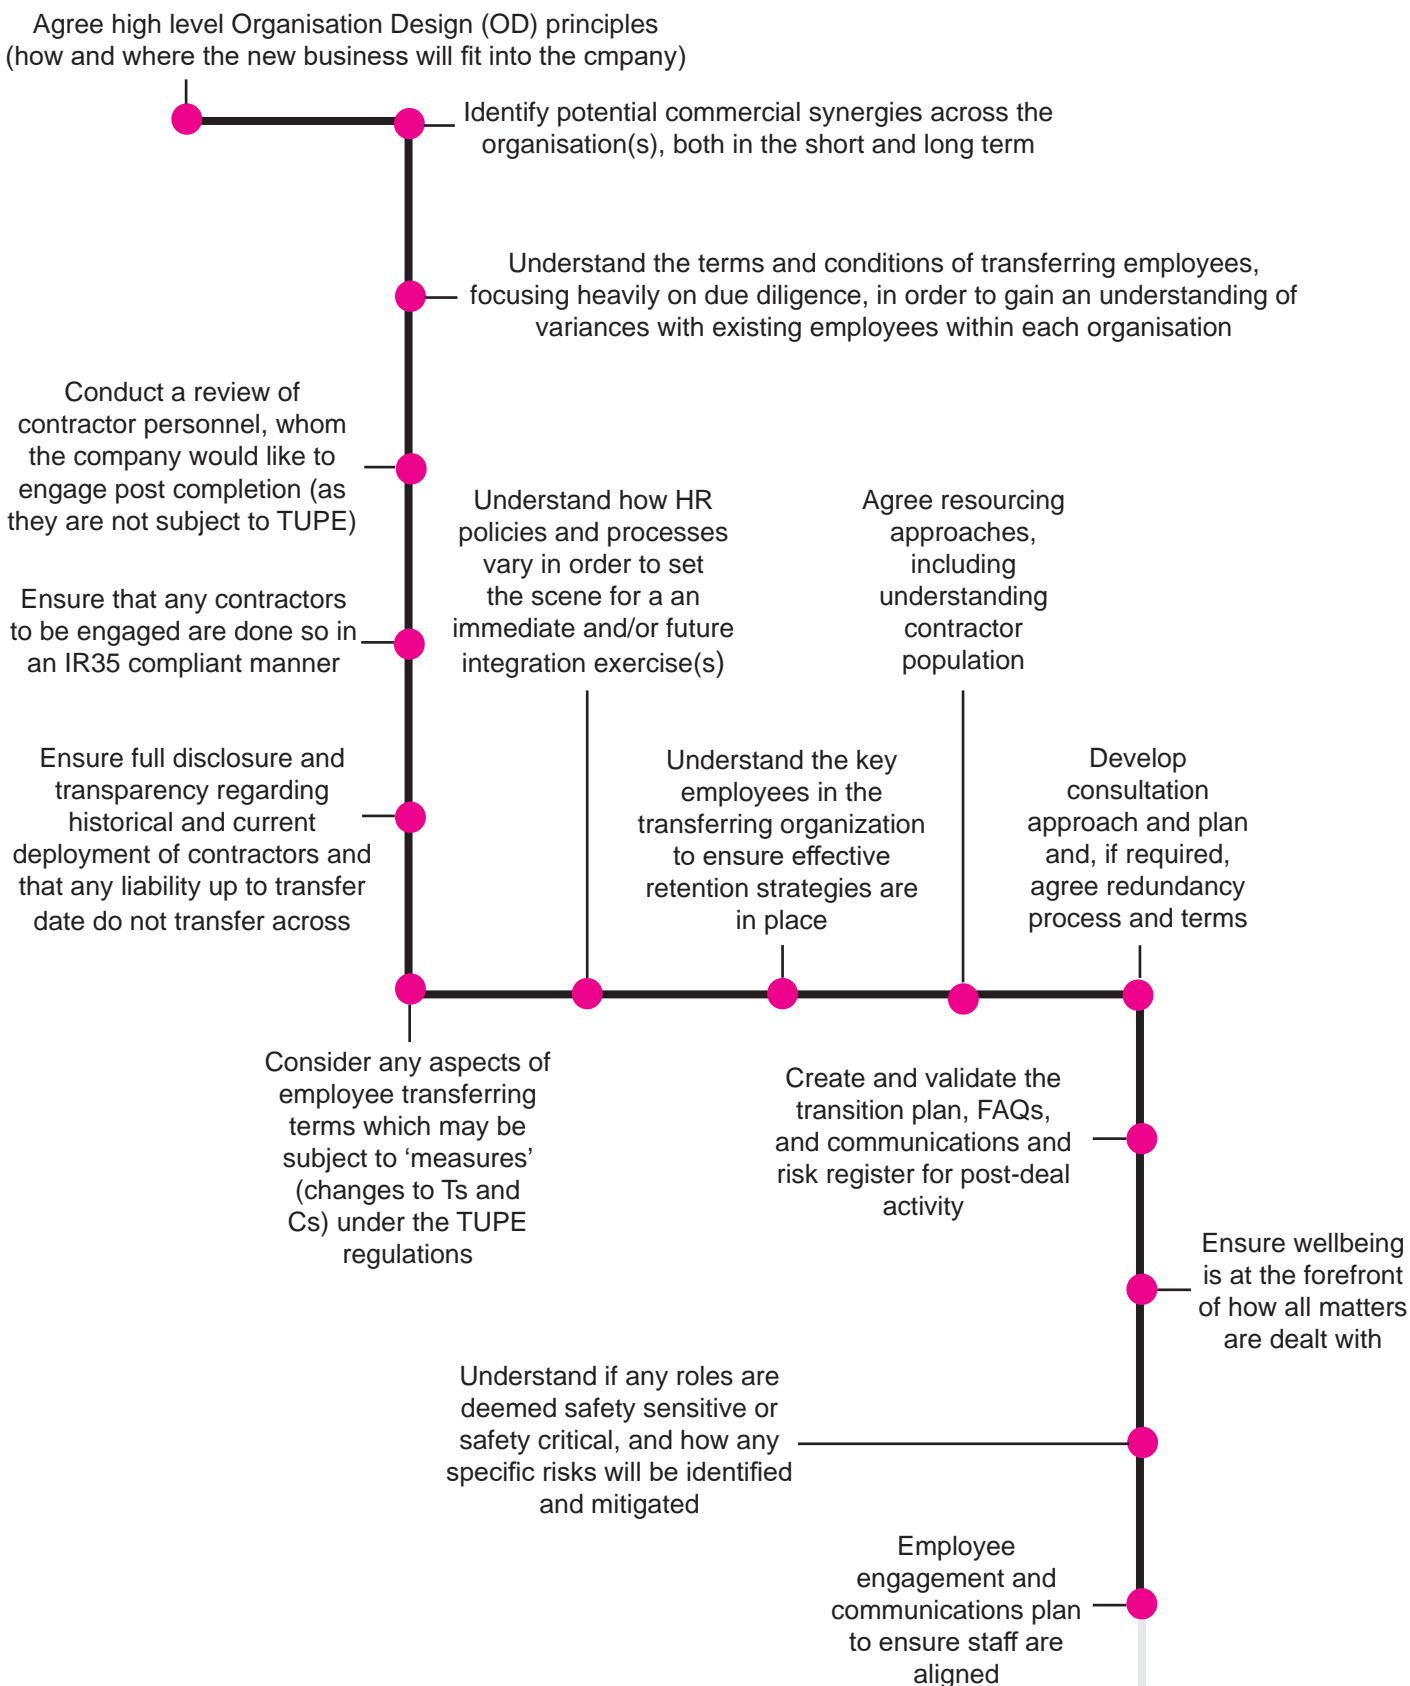 Agree high level Organisation Design (OD) principles
(how and where the new business will fit into the cmpany)
Identify potential commercial synergies across the
organisation(s), both in the short and long term
Understand the terms and conditions of transferring employees,
focusing heavily on due diligence, in order to gain an understanding of
variances with existing employees within each organisation
Conduct a review of
contractor personnel, whom
the company would like to
engage post completion (as
they are not subject to TUPE)
Ensure that any contractors
to be engaged are done so in
an IR35 compliant manner
Ensure full disclosure and
transparency regarding
historical and current
deployment of contractors and
that any liability up to transfer
date do not transfer across
Consider any aspects of
employee transferring
terms which may be
subject to ‘measures’
(changes to Ts and
Cs) under the TUPE
regulations
Understand how HR
policies and processes
vary in order to set
the scene for a an
immediate and/or future
integration exercise(s)
Understand the key
employees in the
transferring organization
to ensure effective
retention strategies are
in place
Agree resourcing
approaches,
including
understanding
contractor
population
Develop
consultation
approach and plan
and, if required,
agree redundancy
process and terms
Create and validate the
transition plan, FAQs,
and communications and
risk register for post-deal
activity
Ensure wellbeing
is at the forefront
of how all matters
are dealt with
Understand if any roles are
deemed safety sensitive or
safety critical, and how any
specific risks will be identified
and mitigated
Employee
engagement and
communications plan
to ensure staff are
aligned